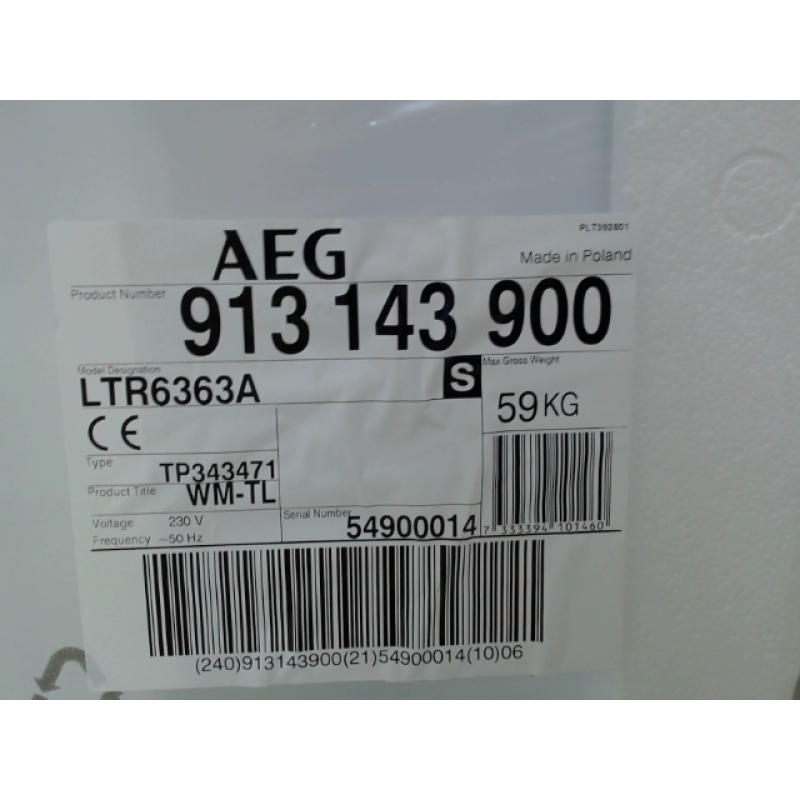 PLT392801
AEG
Made in Poland
Product Number
913 143 900
Model Designation
LTR6363A
S
Max.Gross Weight
59 KG
CE
Type
TP343471
Product Title
WM-TL
Voltage 230 V
Frequency ~50 Hz
Serial Number
54900014
7 333394 101460
(240)913143900(21)54900014(10)06